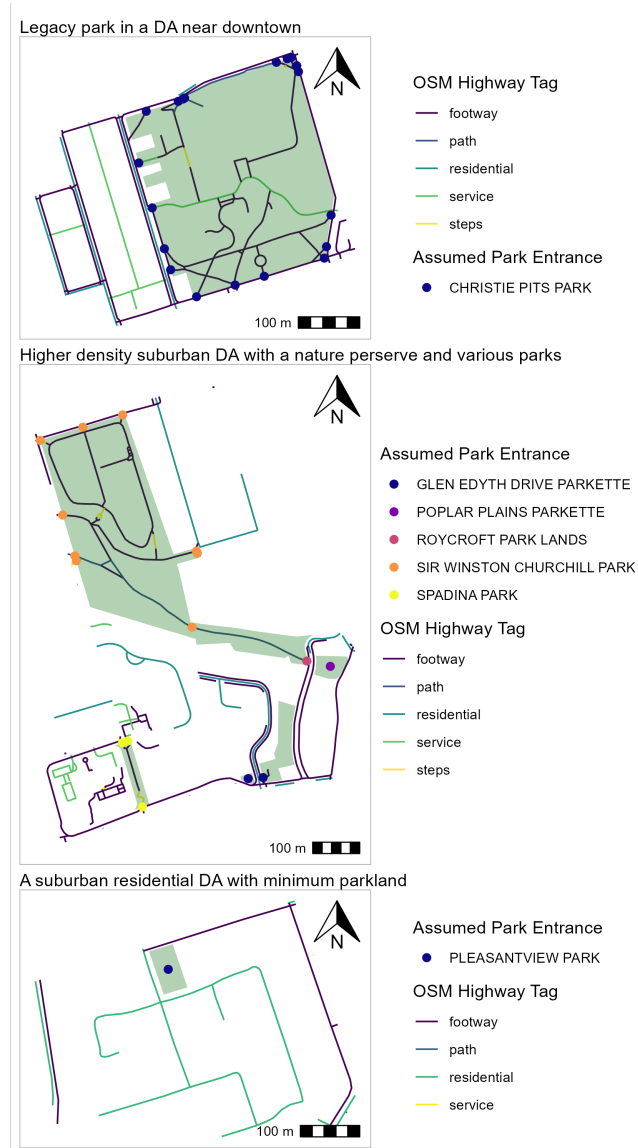 Legacy park in a DA near downtown
N
100 m
OSM Highway Tag
footway
path
residential
service
steps
Assumed Park Entrance
CHRISTIE PITS PARK
Higher density suburban DA with a nature perserve and various parks
N
100 m
Assumed Park Entrance
GLEN EDYTH DRIVE PARKETTE
POPLAR PLAINS PARKETTE
ROYCROFT PARK LANDS
SIR WINSTON CHURCHILL PARK
SPADINA PARK
OSM Highway Tag
footway
path
residential
service
steps
A suburban residential DA with minimum parkland
N
100 m
Assumed Park Entrance
PLEASANTVIEW PARK
OSM Highway Tag
footway
path
residential
service